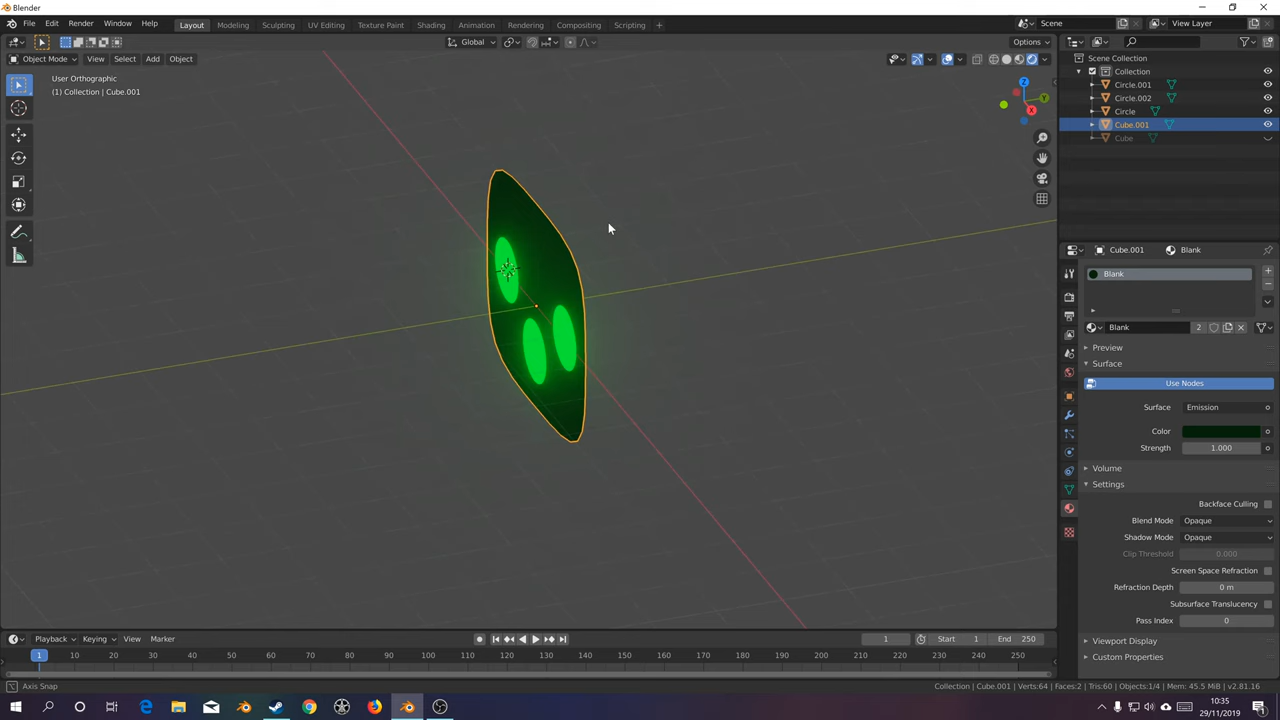 Blender
File Edit Render Window Help Layout Modeling Sculpting UV Editing Texture Paint Shading Animation Rendering Compositing Scripting + Scene View Layer
Global Options
Object Mode View Select Add Object
User Orthographic
(1) Collection | Cube.001
Z
Y
X
Scene Collection
Collection
Circle.001
Circle.002
Circle
Cube.001
Cube
Cube.001 Blank
Blank
Blank 2
Preview
Surface
Use Nodes
Surface Emission
Color
Strength 1.000
Volume
Settings
Backface Culling
Blend Mode Opaque
Shadow Mode Opaque
Clip Threshold 0.000
Screen Space Refraction
Refraction Depth 0 m
Subsurface Translucency
Pass Index 0
Viewport Display
Custom Properties
Playback Keying View Marker 1 Start 1 End 250
1 10 20 30 40 50 60 70 80 90 100 110 120 130 140 150 160 170 180 190 200 210 220 230 240 250
Axis Snap Collection | Cube.001 | Verts:64 | Faces:2 | Tris:60 | Objects:1/4 | Mem: 45.5 MiB | v2.81.16
10:35
29/11/2019